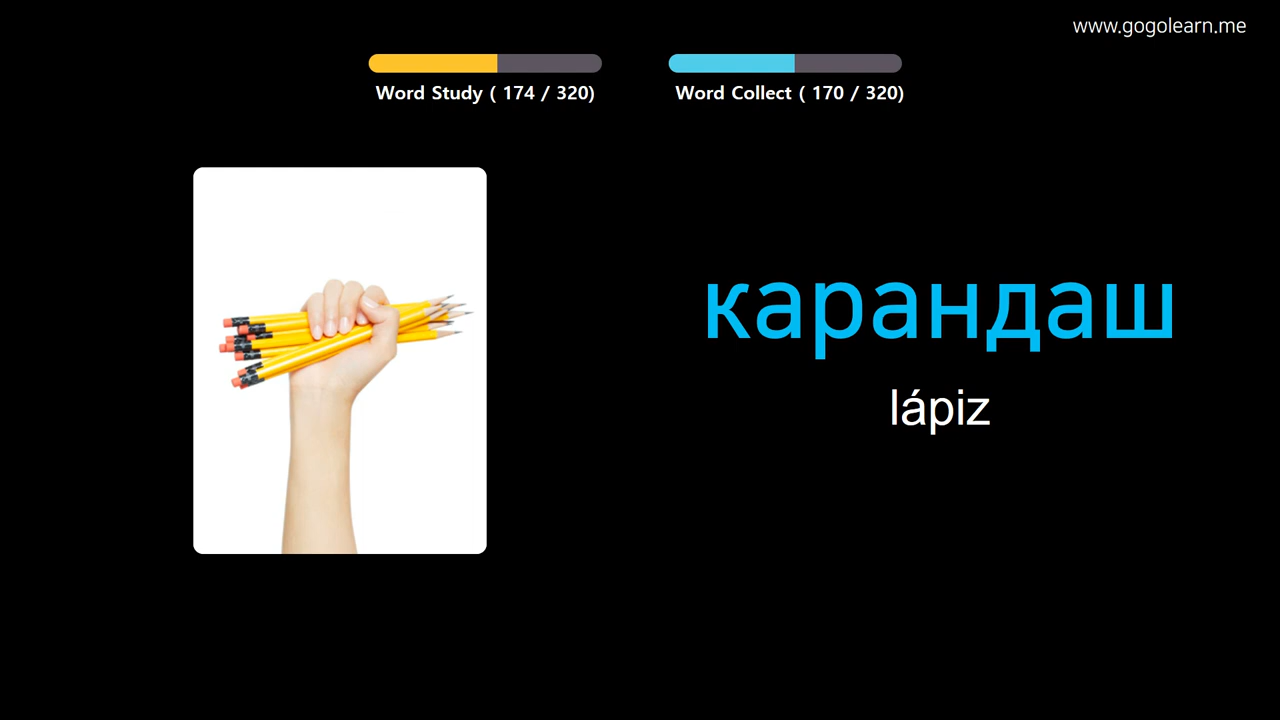 www.gogolearn.me
Word Study ( 174 / 320)
Word Collect ( 170 / 320)
карандаш
lápiz